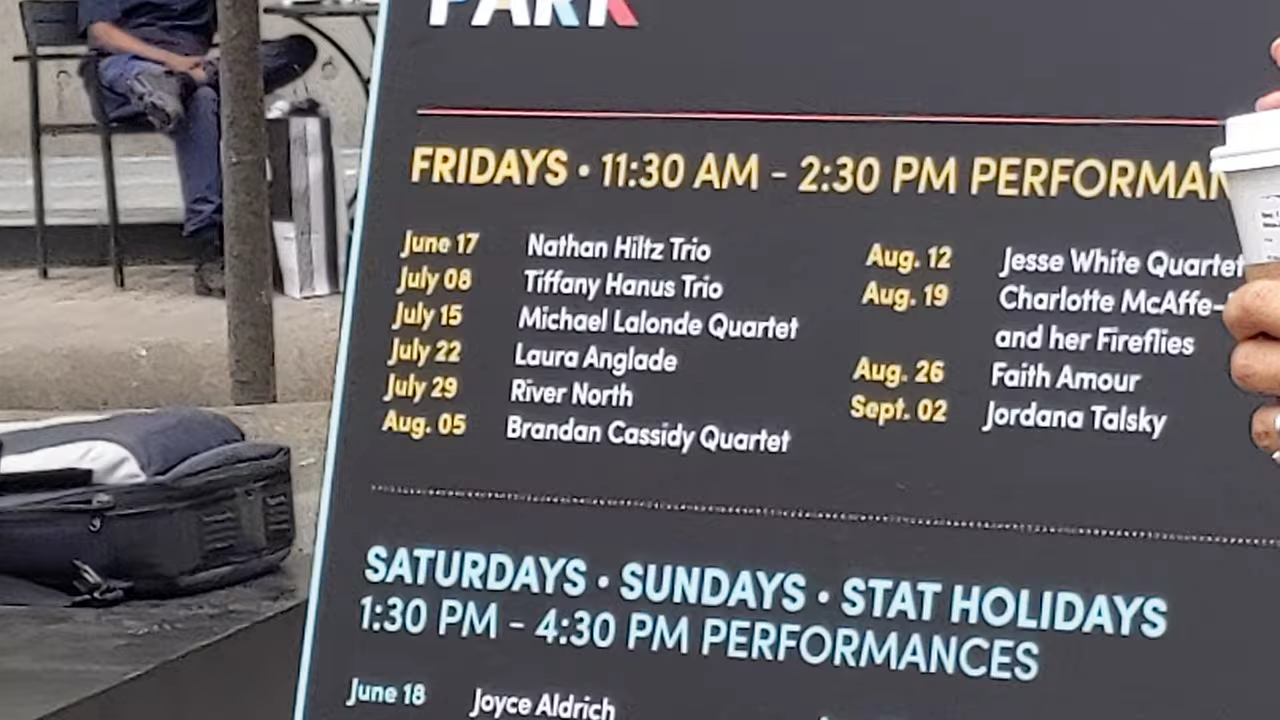 PARK
FRIDAYS • 11:30 AM - 2:30 PM
June 17 Nathan Hiltz Trio
July 08 Tiffany Hanus Trio
July 15 Michael Lalonde Quartet
July 22 Laura Anglade
July 29 River North
Aug. 05 Brandan Cassidy Quartet
Aug. 12 Jesse White Quartet
Aug. 19 Charlotte McAffe-
and her Fireflies
Aug. 26 Faith Amour
Sept. 02 Jordana Talsky
SATURDAYS • SUNDAYS • STAT HOLIDAYS
1:30 PM - 4:30 PM PERFORMANCES
June 18 Joyce Aldrich